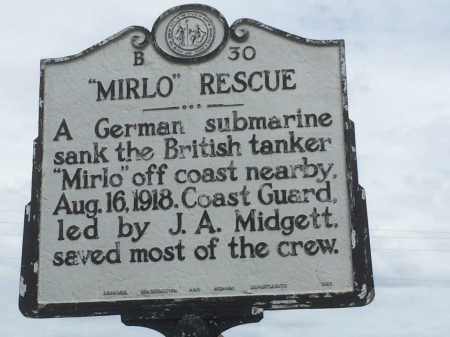 B 30
"MIRLO" RESCUE
A German submarine
sank the British tanker
"Mirlo" off coast nearby,
Aug. 16, 1918. Coast Guard,
led by J. A. Midgett,
saved most of the crew.